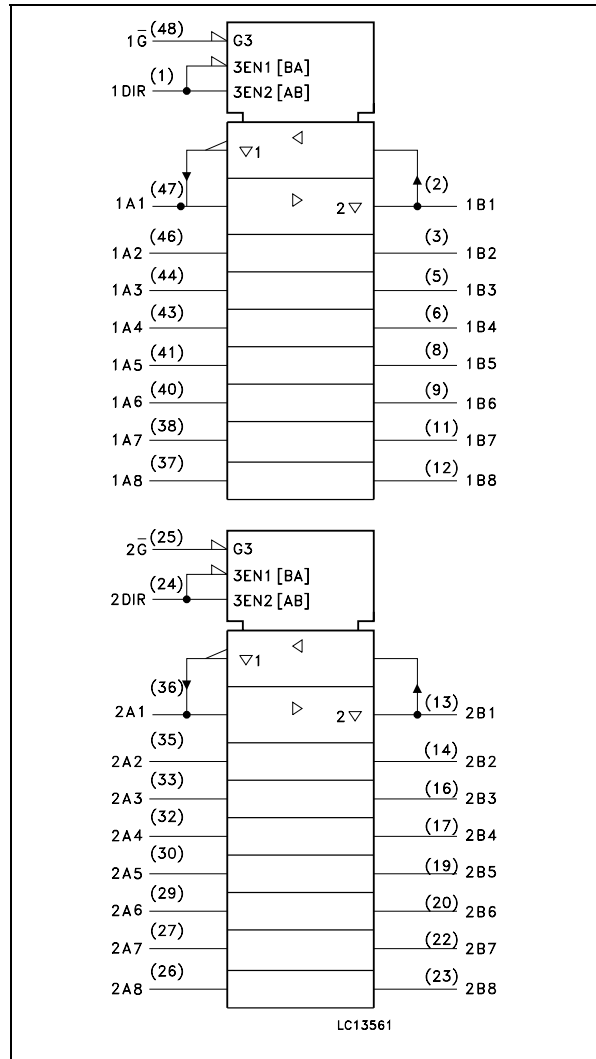 1G̅ (48) G3
3EN1 [BA]
1DIR (1) 3EN2 [AB]
▽1 ◁
1A1 (47) ▷ 2▽ (2) 1B1
1A2 (46) (3) 1B2
1A3 (44) (5) 1B3
1A4 (43) (6) 1B4
1A5 (41) (8) 1B5
1A6 (40) (9) 1B6
1A7 (38) (11) 1B7
1A8 (37) (12) 1B8
2G̅ (25) G3
3EN1 [BA]
2DIR (24) 3EN2 [AB]
▽1 ◁
2A1 (36) ▷ 2▽ (13) 2B1
2A2 (35) (14) 2B2
2A3 (33) (16) 2B3
2A4 (32) (17) 2B4
2A5 (30) (19) 2B5
2A6 (29) (20) 2B6
2A7 (27) (22) 2B7
2A8 (26) (23) 2B8
LC13561